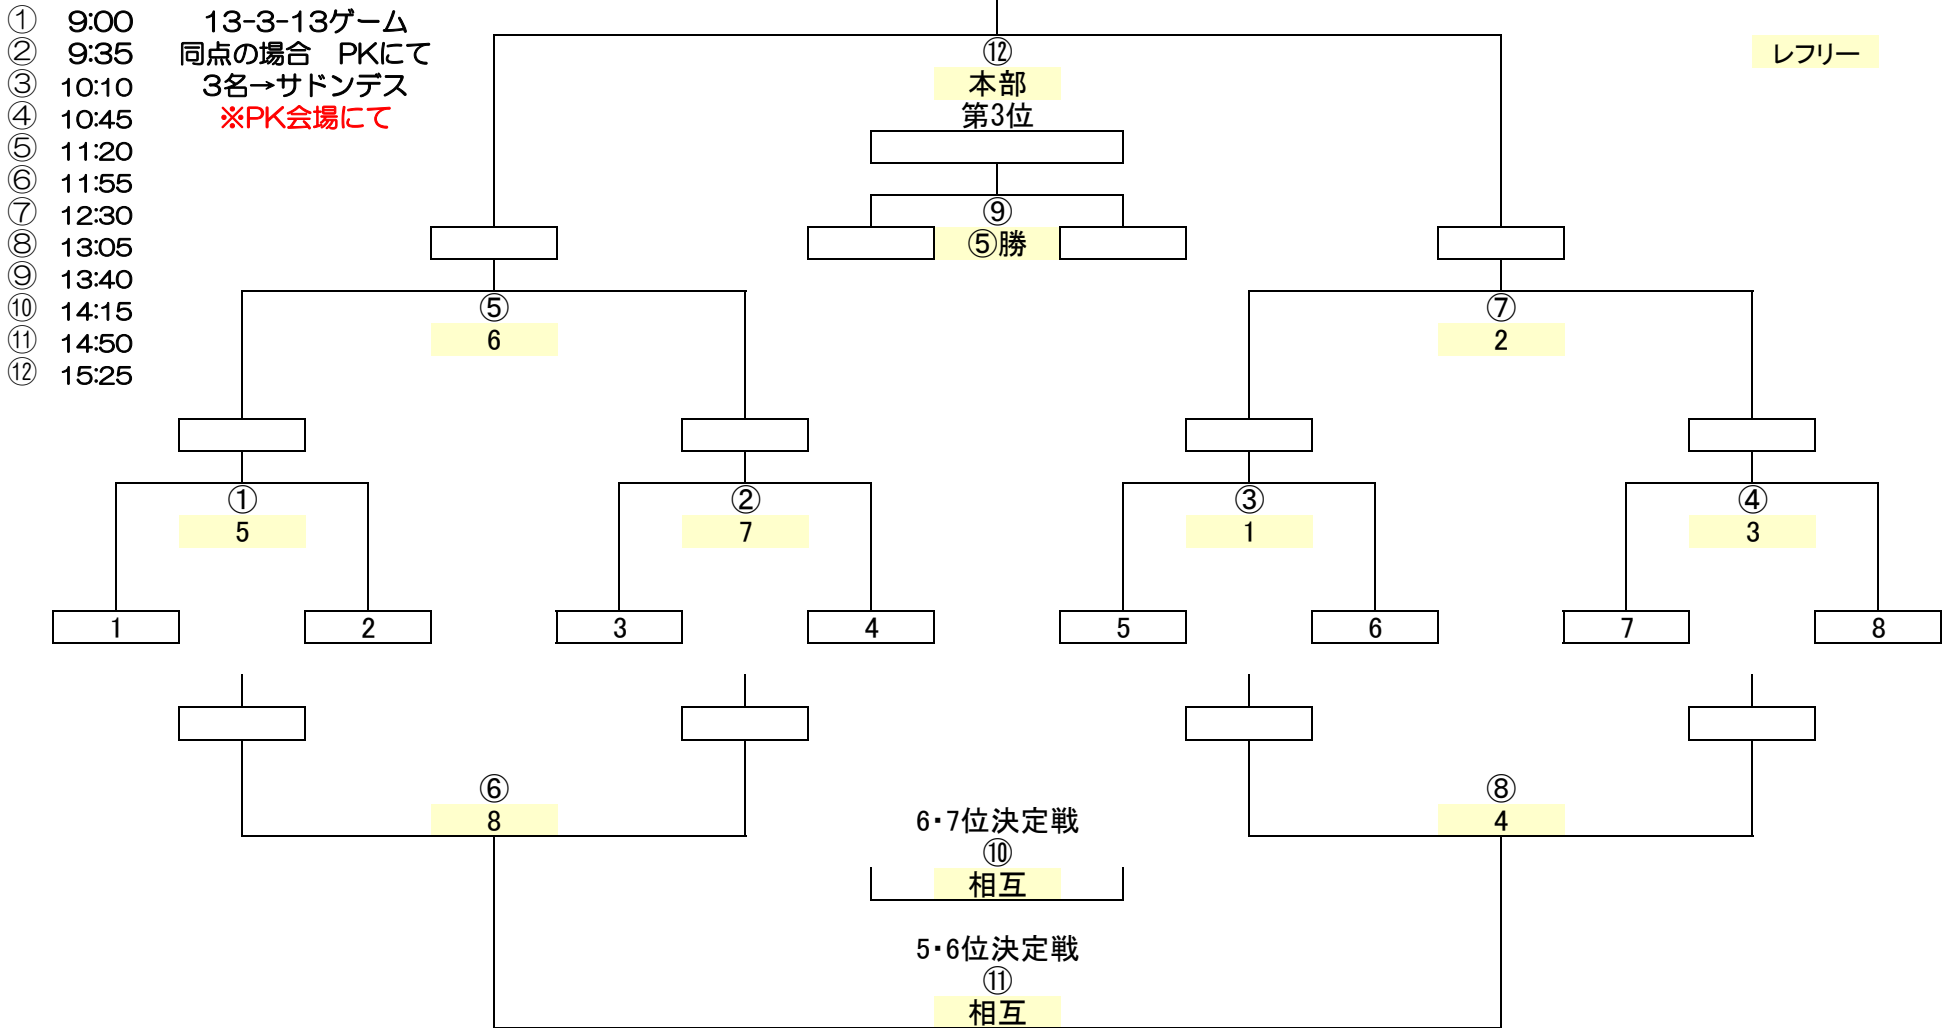 ① 9:00 13-3-13ゲーム
② 9:35 同点の場合 PKにて
③ 10:10 3名→サドンデス
④ 10:45 ※PK会場にて
⑤ 11:20
⑥ 11:55
⑦ 12:30
⑧ 13:05
⑨ 13:40
⑩ 14:15
⑪ 14:50
⑫ 15:25
⑫
本部
第3位
レフリー
⑨
⑤勝
⑤ ⑦
6 2
① ② ③ ④
5 7 1 3
1 2 3 4 5 6 7 8
⑥ ⑧
8 4
6・7位決定戦
⑩
相互
5・6位決定戦
⑪
相互